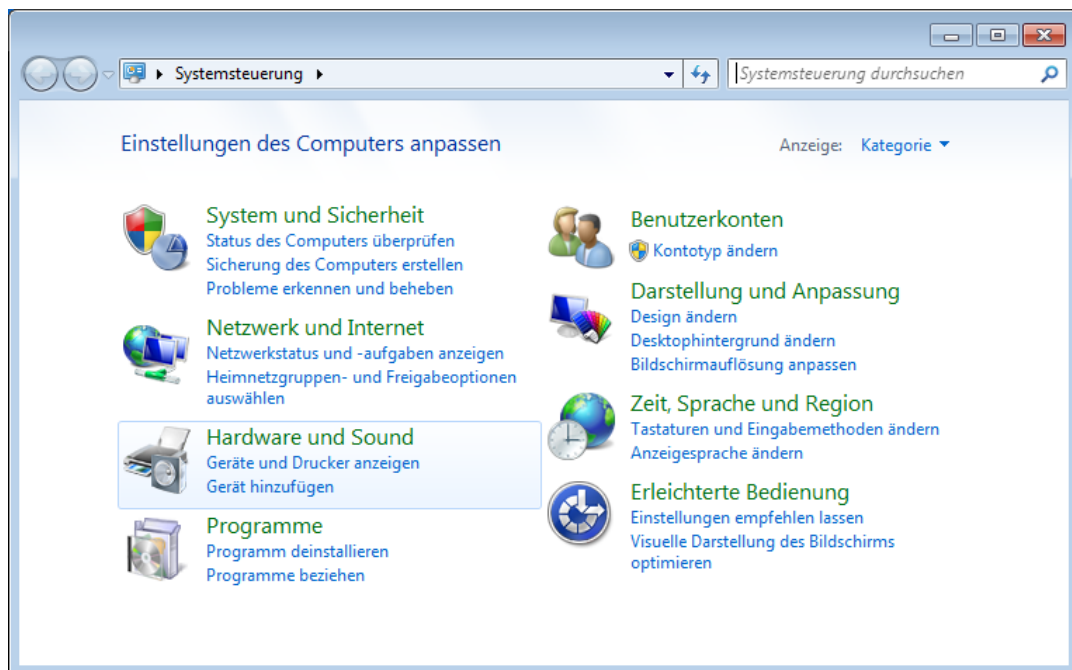 Systemsteuerung
Systemsteuerung durchsuchen
Einstellungen des Computers anpassen
Anzeige: Kategorie
System und Sicherheit
Status des Computers überprüfen
Sicherung des Computers erstellen
Probleme erkennen und beheben
Netzwerk und Internet
Netzwerkstatus und -aufgaben anzeigen
Heimnetzgruppen- und Freigabeoptionen
auswählen
Hardware und Sound
Geräte und Drucker anzeigen
Gerät hinzufügen
Programme
Programm deinstallieren
Programme beziehen
Benutzerkonten
Kontotyp ändern
Darstellung und Anpassung
Design ändern
Desktophintergrund ändern
Bildschirmauflösung anpassen
Zeit, Sprache und Region
Tastaturen und Eingabemethoden ändern
Anzeigesprache ändern
Erleichterte Bedienung
Einstellungen empfehlen lassen
Visuelle Darstellung des Bildschirms
optimieren